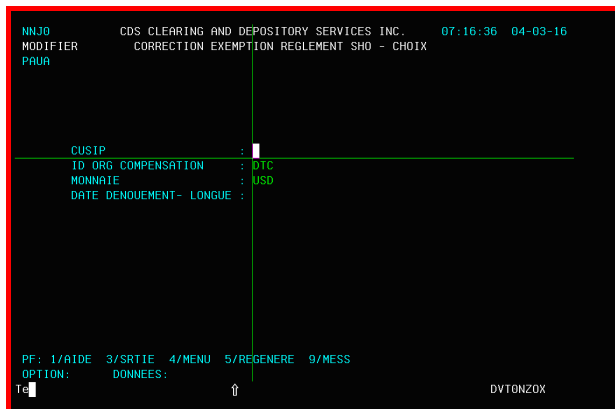 NNJ0 CDS CLEARING AND DEPOSITORY SERVICES INC. 07:16:36 04-03-16
MODIFIER CORRECTION EXEMPTION REGLEMENT SHO - CHOIX
PAUA
CUSIP :
ID ORG COMPENSATION : DTC
MONNAIE : USD
DATE DENOUEMENT- LONGUE :
PF: 1/AIDE 3/SRTIE 4/MENU 5/REGENERE 9/MESS
OPTION: DONNEES:
Te ⇧ DVT0NZOX